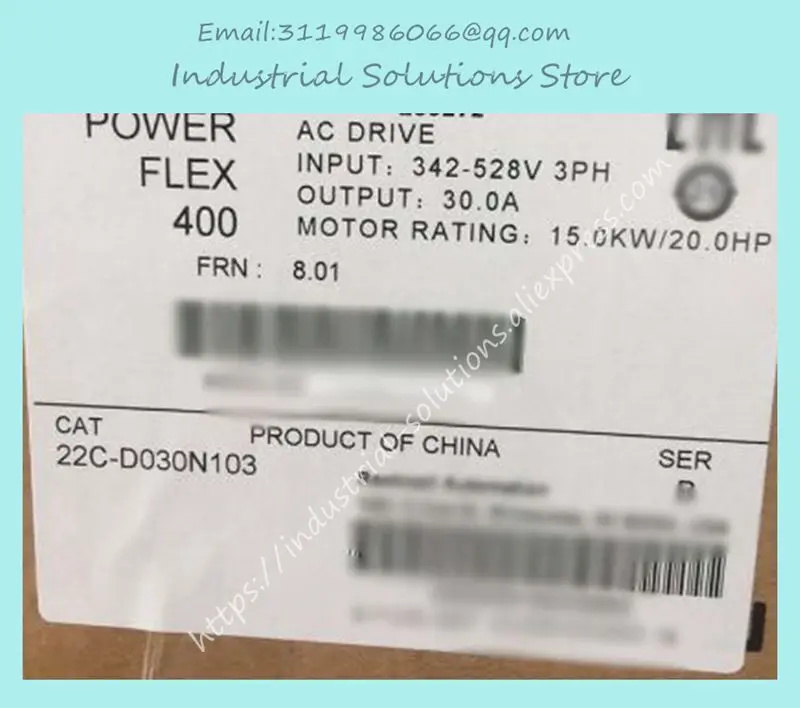 Email:3119986066@qq.com
Industrial Solutions Store
POWER
FLEX
400
AC DRIVE
INPUT: 342-528V 3PH
OUTPUT: 30.0A
MOTOR RATING: 15.0KW/20.0HP
FRN : 8.01
CAT
22C-D030N103
PRODUCT OF CHINA
SER
B
https://industrial-solutions.aliexpress.com